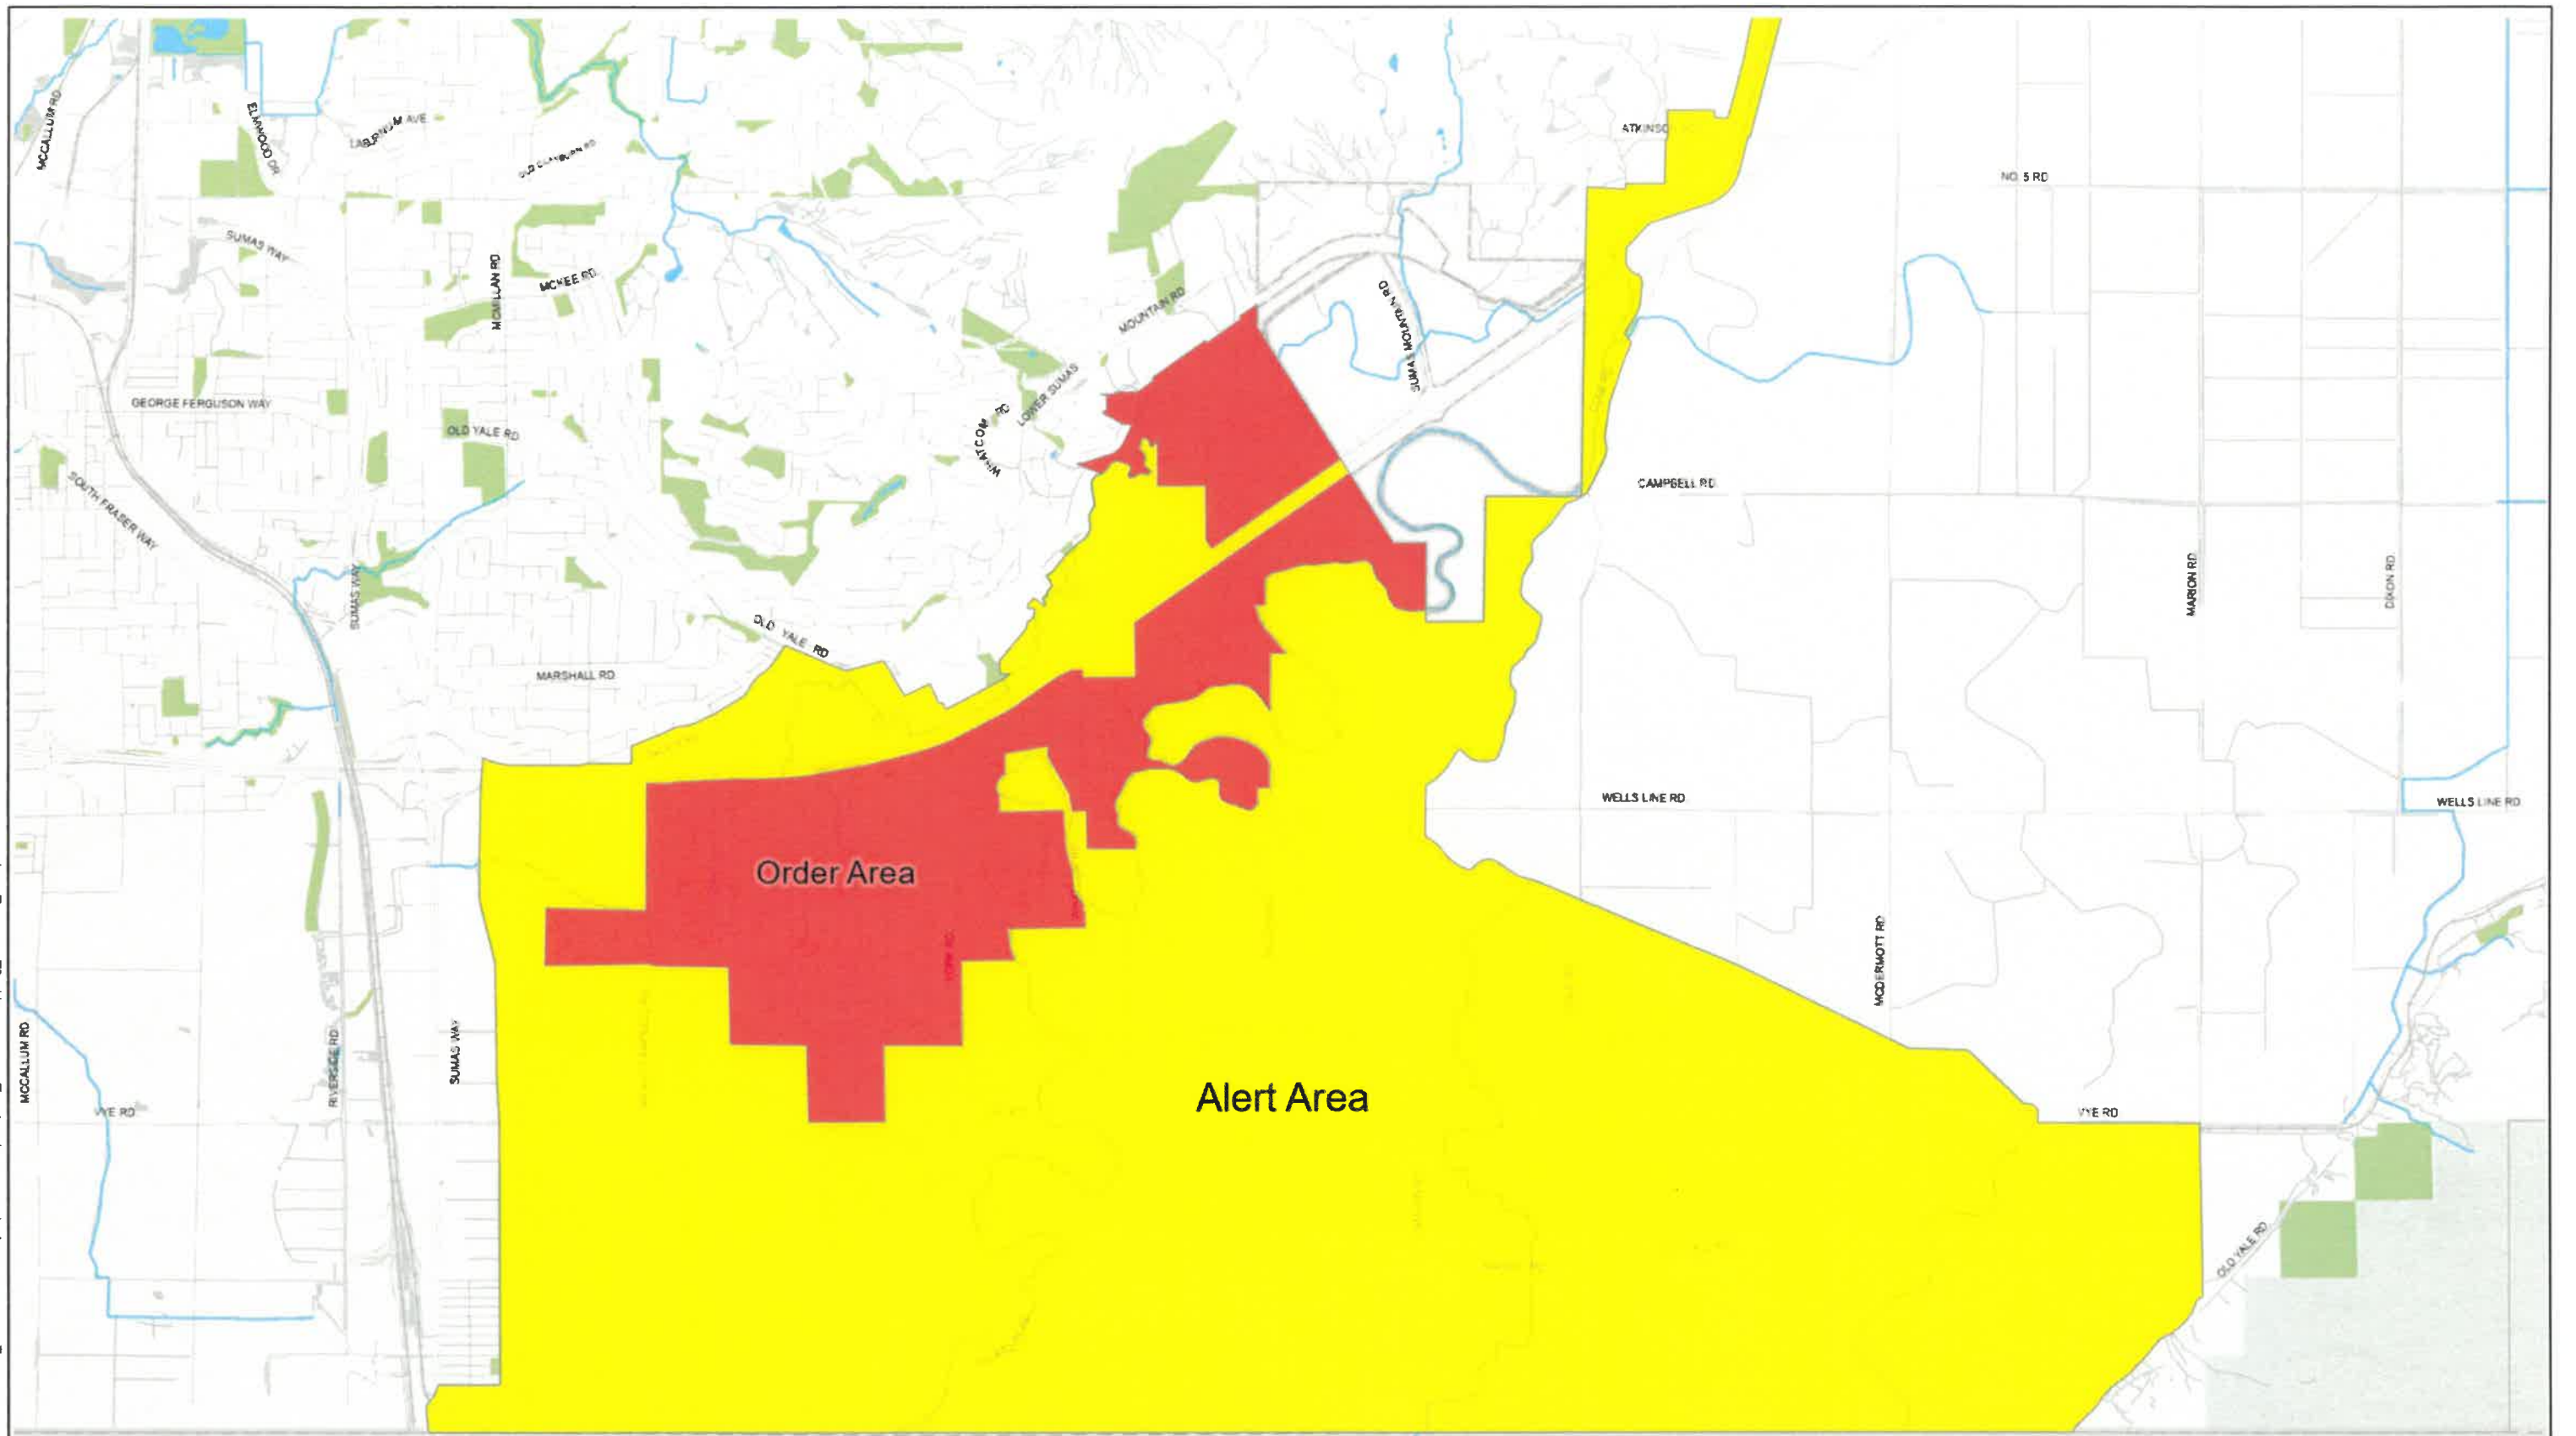 MCCALLUM RD
ELMWOOD DR
LABURNUM AVE
OLD CLAYBURN RD
ATKINSO
NO. 5 RD
SUMAS WAY
MCMILLAN RD
MCKEE RD
MOUNTAIN RD
SUMAS MOUNTAIN RD
LOWER SUMAS
GEORGE FERGUSON WAY
OLD YALE RD
WHATCOM RD
SOUTH FRASER WAY
CAMPBELL RD
SUMAS WAY
MARION RD
DIXON RD
OLD YALE RD
MARSHALL RD
WELLS LINE RD
WELLS LINE RD
Order Area
MCDERMOTT RD
MCCALLUM RD
RIVERSIDE RD
SUMAS WAY
Alert Area
VYE RD
VYE RD
OLD YALE RD